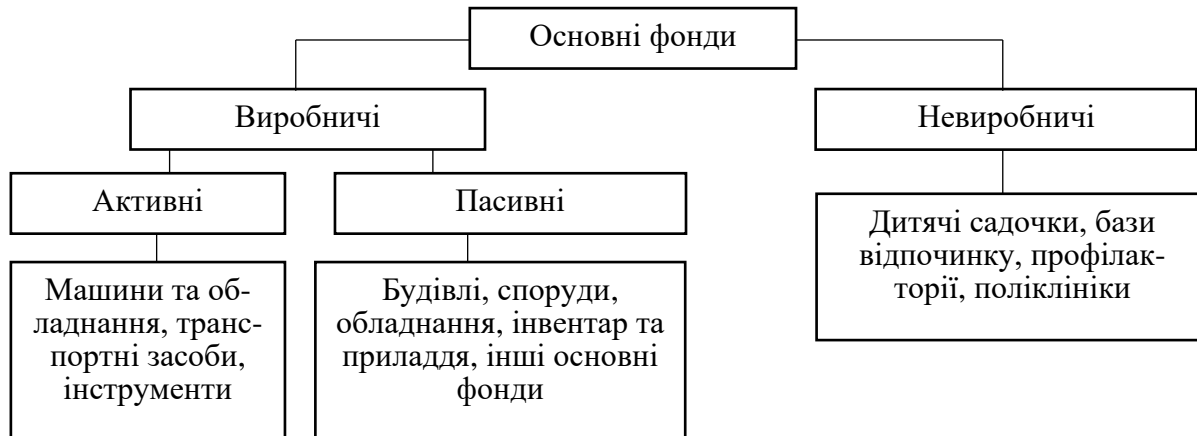 Основні фонди
Виробничі
Невиробничі
Активні
Пасивні
Машини та об-
ладнання, транс-
портні засоби,
інструменти
Будівлі, споруди,
обладнання, інвентар та
приладдя, інші основні
фонди
Дитячі садочки, бази
відпочинку, профілак-
торії, поліклініки